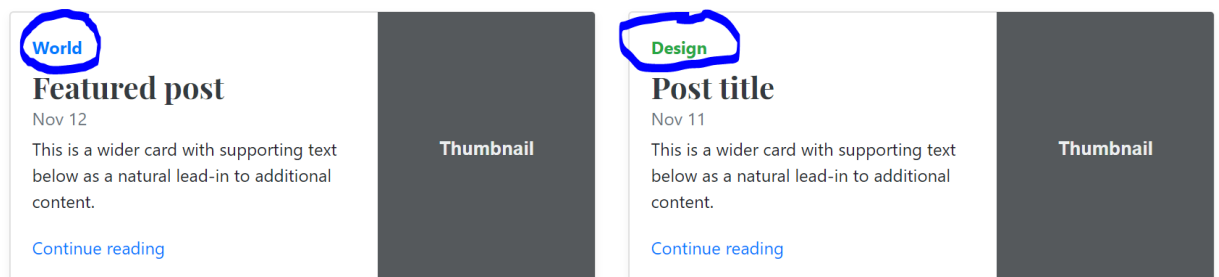 World
Featured post
Nov 12
This is a wider card with supporting text
below as a natural lead-in to additional
content.
Continue reading
Thumbnail
Design
Post title
Nov 11
This is a wider card with supporting text
below as a natural lead-in to additional
content.
Continue reading
Thumbnail